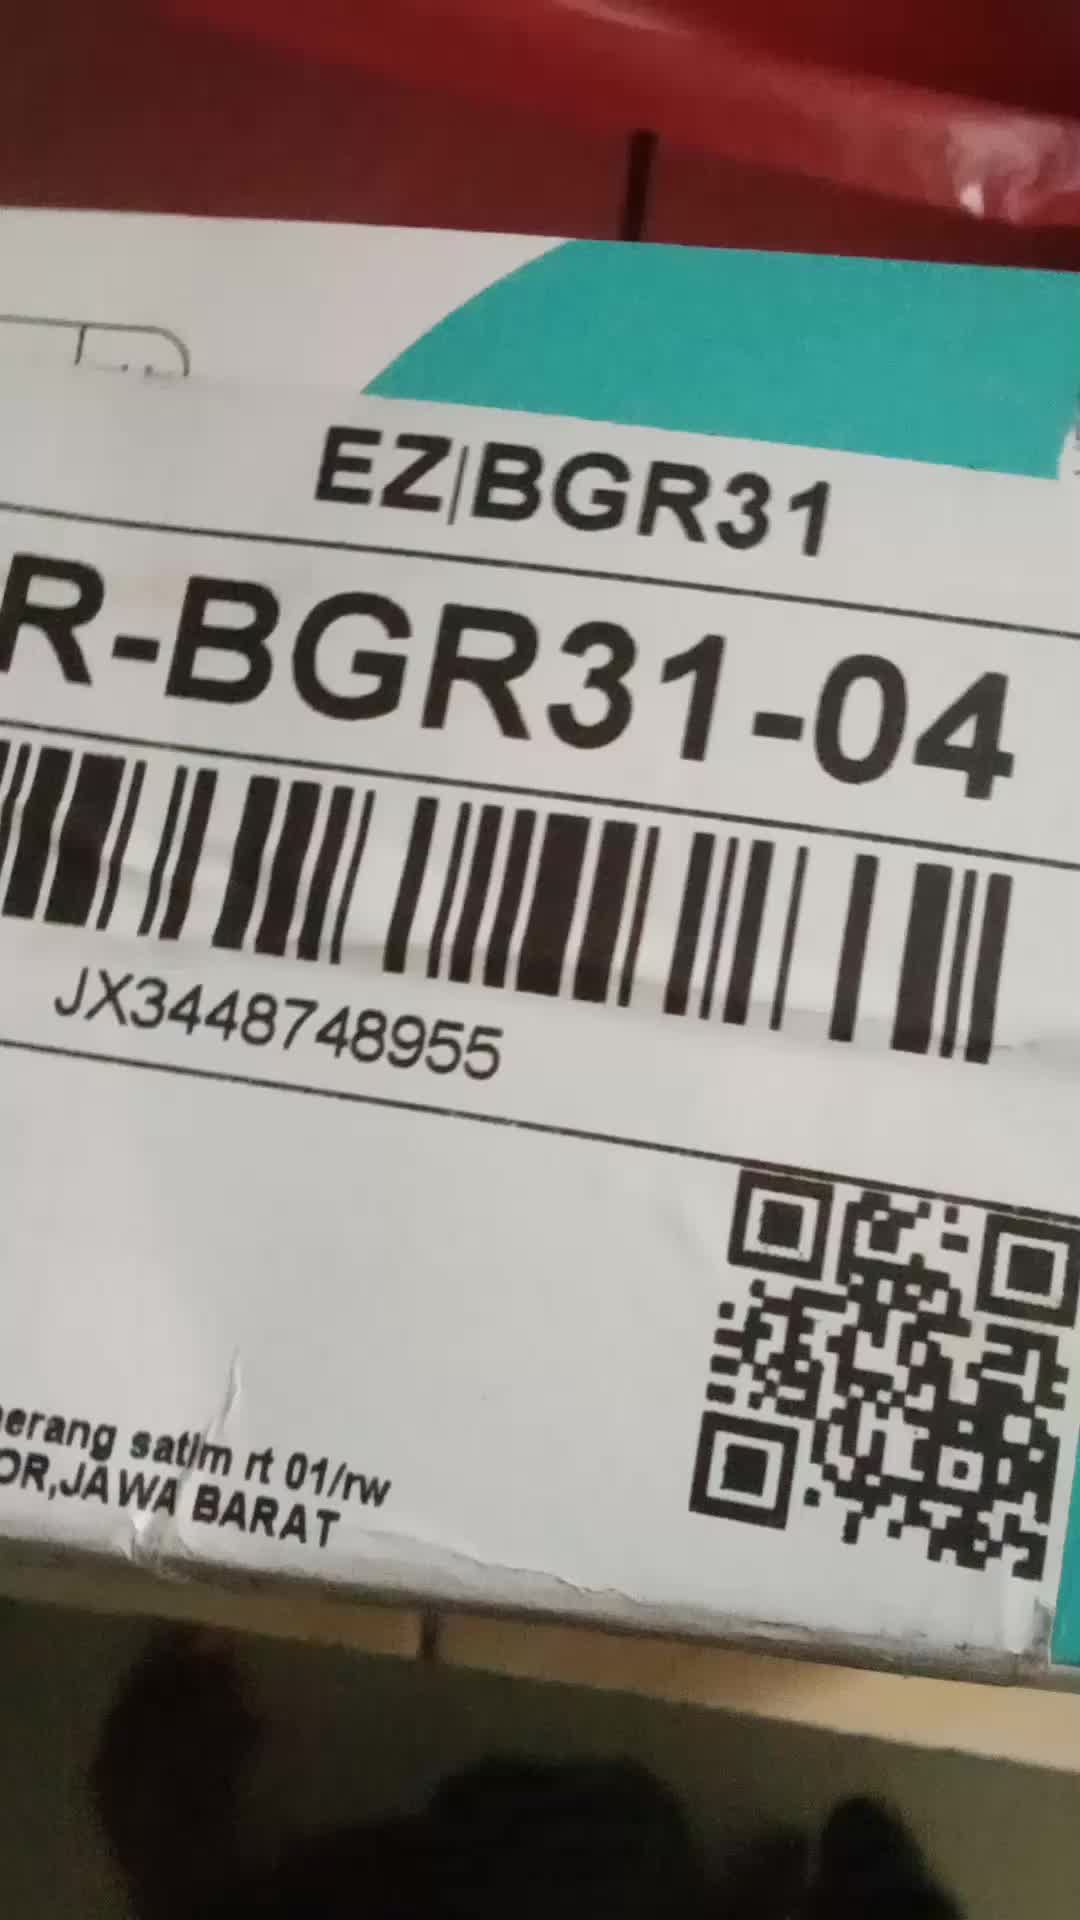 EZ|BGR31
R-BGR31-04
JX3448748955
erang satim rt 01/rw
OR,JAWA BARAT